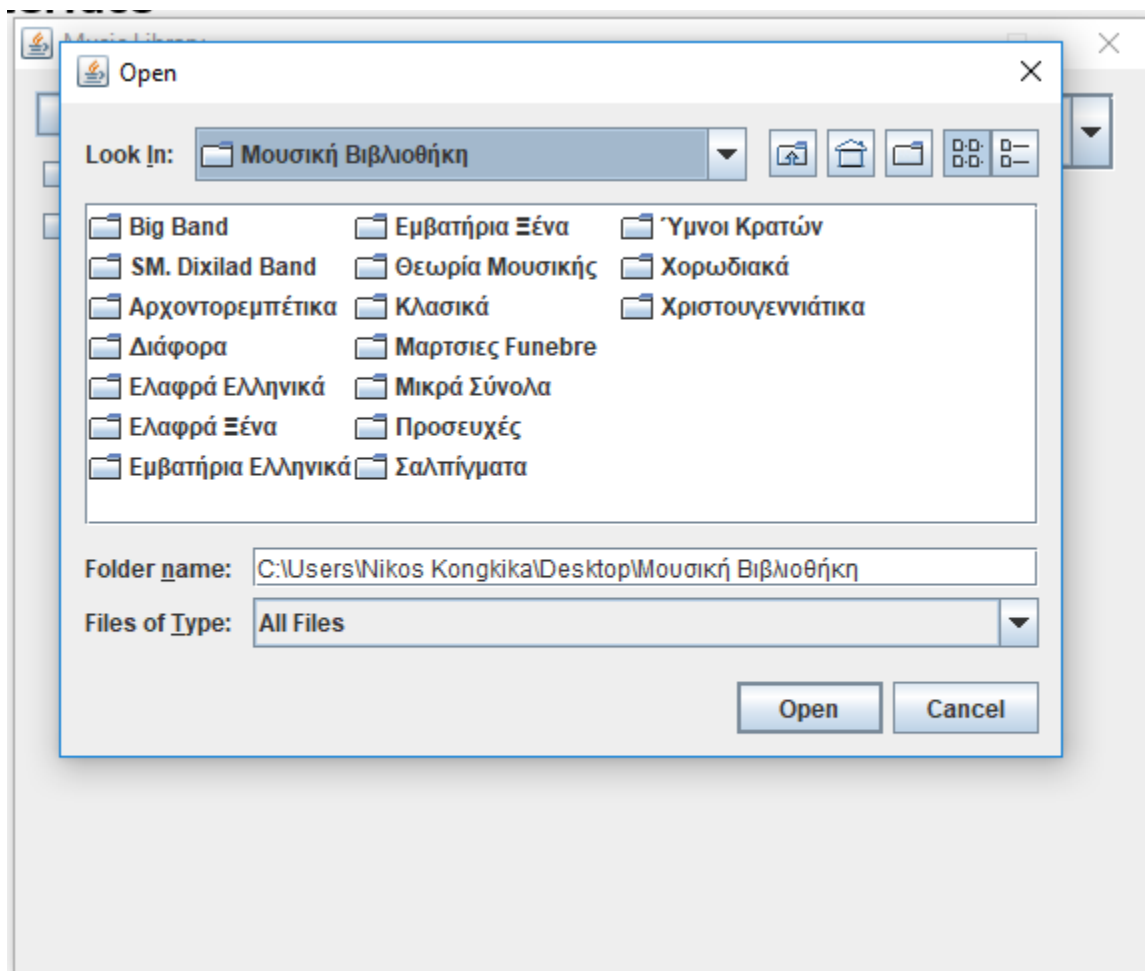 Music Library
Open
Look In: Μουσική Βιβλιοθήκη
Big Band
SM. Dixilad Band
Αρχοντορεμπέτικα
Διάφορα
Ελαφρά Ελληνικά
Ελαφρά Ξένα
Εμβατήρια Ελληνικά
Εμβατήρια Ξένα
Θεωρία Μουσικής
Κλασικά
Μαρτσιες Funebre
Μικρά Σύνολα
Προσευχές
Σαλπίγματα
Ύμνοι Κρατών
Χορωδιακά
Χριστουγεννιάτικα
Folder name: C:\Users\Nikos Kongkika\Desktop\Μουσική Βιβλιοθήκη
Files of Type: All Files
Open Cancel